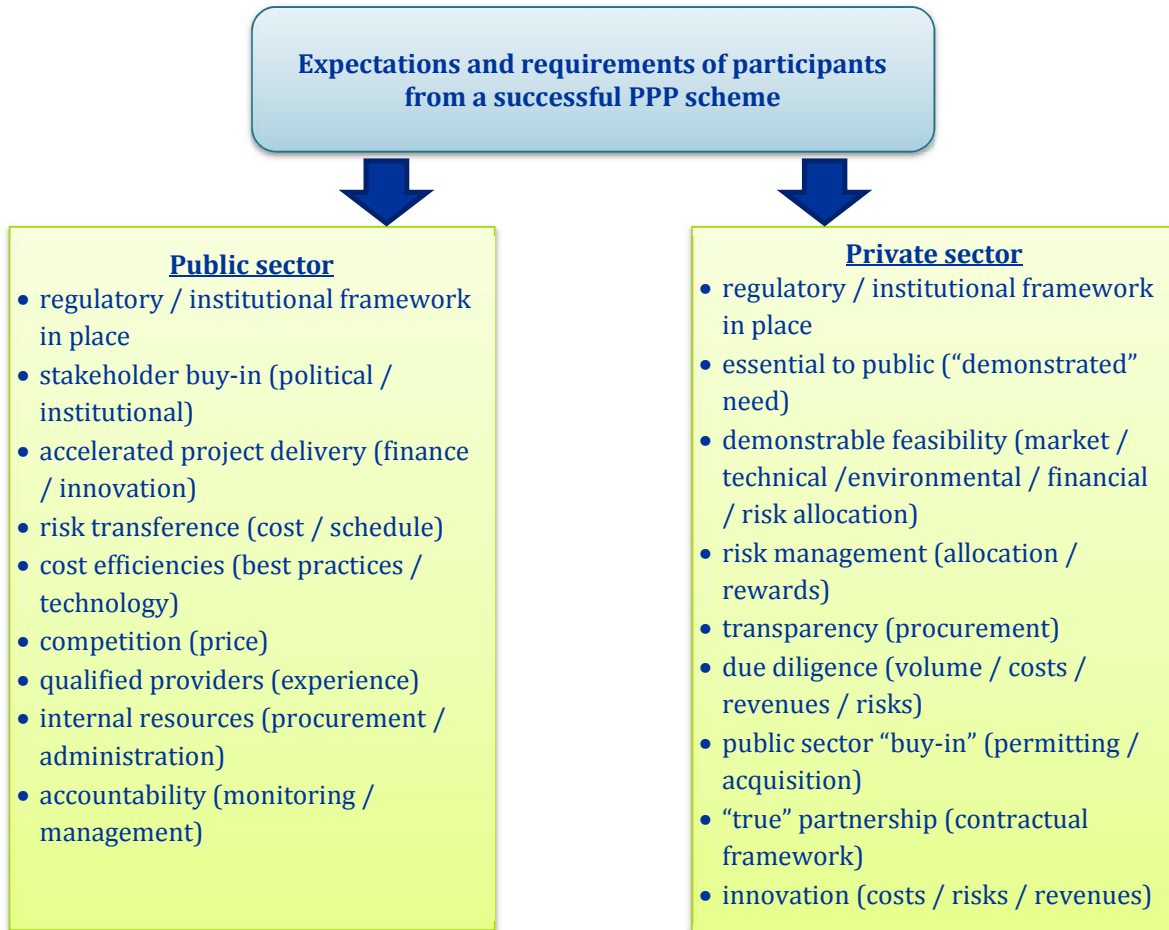 Expectations and requirements of participants
from a successful PPP scheme
Public sector
• regulatory / institutional framework
in place
• stakeholder buy-in (political /
institutional)
• accelerated project delivery (finance
/ innovation)
• risk transference (cost / schedule)
• cost efficiencies (best practices /
technology)
• competition (price)
• qualified providers (experience)
• internal resources (procurement /
administration)
• accountability (monitoring /
management)
Private sector
• regulatory / institutional framework
in place
• essential to public (“demonstrated”
need)
• demonstrable feasibility (market /
technical /environmental / financial
/ risk allocation)
• risk management (allocation /
rewards)
• transparency (procurement)
• due diligence (volume / costs /
revenues / risks)
• public sector “buy-in” (permitting /
acquisition)
• “true” partnership (contractual
framework)
• innovation (costs / risks / revenues)